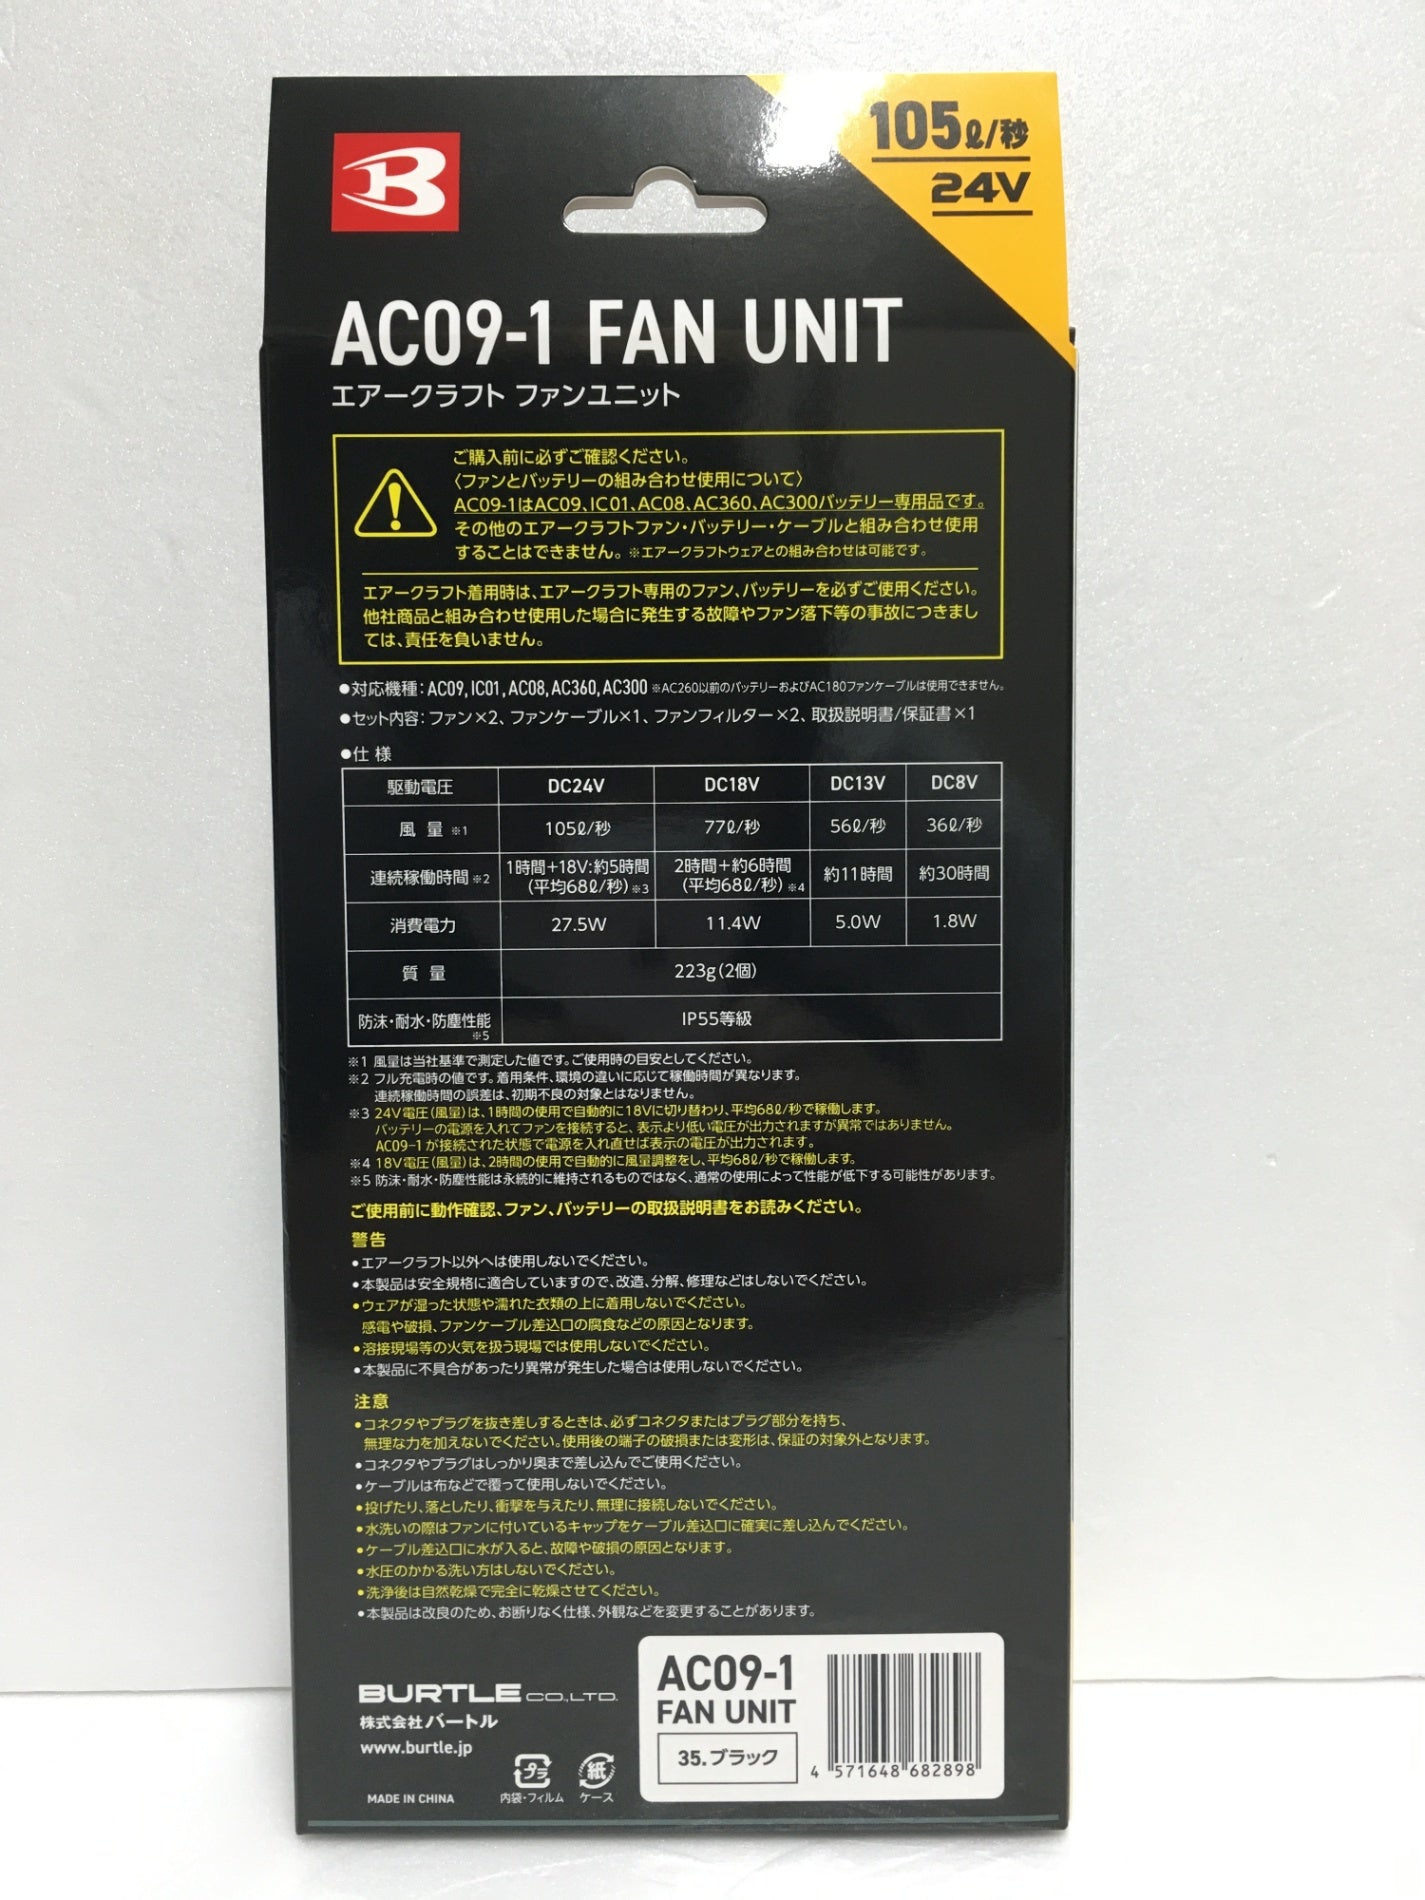 105ℓ/秒
24V
B
AC09-1 FAN UNIT
エアークラフト ファンユニット
ご購入前に必ずご確認ください。
〈ファンとバッテリーの組み合わせ使用について〉
AC09-1はAC09、IC01、AC08、AC360、AC300バッテリー専用品です。
その他のエアークラフトファン・バッテリー・ケーブルと組み合わせ使用
することはできません。※エアークラフトウェアとの組み合わせは可能です。
エアークラフト着用時は、エアークラフト専用のファン、バッテリーを必ずご使用ください。
他社商品と組み合わせ使用した場合に発生する故障やファン落下等の事故につきまし
ては、責任を負いません。
●対応機種：AC09, IC01, AC08, AC360, AC300 ※AC260以前のバッテリーおよびAC180ファンケーブルは使用できません。
●セット内容：ファン×2、ファンケーブル×1、ファンフィルター×2、取扱説明書/保証書×1
●仕 様
駆動電圧 DC24V DC18V DC13V DC8V
風 量 ※1 105ℓ/秒 77ℓ/秒 56ℓ/秒 36ℓ/秒
連続稼働時間 ※2 1時間+18V:約5時間 (平均68ℓ/秒)※3 2時間+約6時間 (平均68ℓ/秒)※4 約11時間 約30時間
消費電力 27.5W 11.4W 5.0W 1.8W
質 量 223g(2個)
防沫・耐水・防塵性能 ※5 IP55等級
※1 風量は当社基準で測定した値です。ご使用時の目安としてください。
※2 フル充電時の値です。着用条件、環境の違いに応じて稼働時間が異なります。
連続稼働時間の誤差は、初期不良の対象とはなりません。
※3 24V電圧(風量)は、1時間の使用で自動的に18Vに切り替わり、平均68ℓ/秒で稼働します。
バッテリーの電源を入れてファンを接続すると、表示より低い電圧が出力されますが異常ではありません。
AC09-1が接続された状態で電源を入れ直せば表示の電圧が出力されます。
※4 18V電圧(風量)は、2時間の使用で自動的に風量調整をし、平均68ℓ/秒で稼働します。
※5 防沫・耐水・防塵性能は永続的に維持されるものではなく、通常の使用によって性能が低下する可能性があります。
ご使用前に動作確認、ファン、バッテリーの取扱説明書をお読みください。
警告
●エアークラフト以外へは使用しないでください。
●本製品は安全規格に適合していますので、改造、分解、修理などはしないでください。
●ウェアが湿った状態や濡れた衣類の上に着用しないでください。
感電や破損、ファンケーブル差込口の腐食などの原因となります。
●溶接現場等の火気を扱う現場では使用しないでください。
●本製品に不具合があったり異常が発生した場合は使用しないでください。
注意
●コネクタやプラグを抜き差しするときは、必ずコネクタまたはプラグ部分を持ち、
無理な力を加えないでください。使用後の端子の破損または変形は、保証の対象外となります。
●コネクタやプラグはしっかり奥まで差し込んでご使用ください。
●ケーブルは布などで覆って使用しないでください。
●投げたり、落としたり、衝撃を与えたり、無理に接続しないでください。
●水洗いの際はファンに付いているキャップをケーブル差込口に確実に差し込んでください。
●ケーブル差込口に水が入ると、故障や破損の原因となります。
●水圧のかかる洗い方はしないでください。
●洗浄後は自然乾燥で完全に乾燥させてください。
●本製品は改良のため、お断りなく仕様、外観などを変更することがあります。
BURTLE CO.,LTD.
株式会社バートル
www.burtle.jp
MADE IN CHINA
プラ
内袋・フィルム
紙
ケース
AC09-1
FAN UNIT
35. ブラック
4 571648 682898